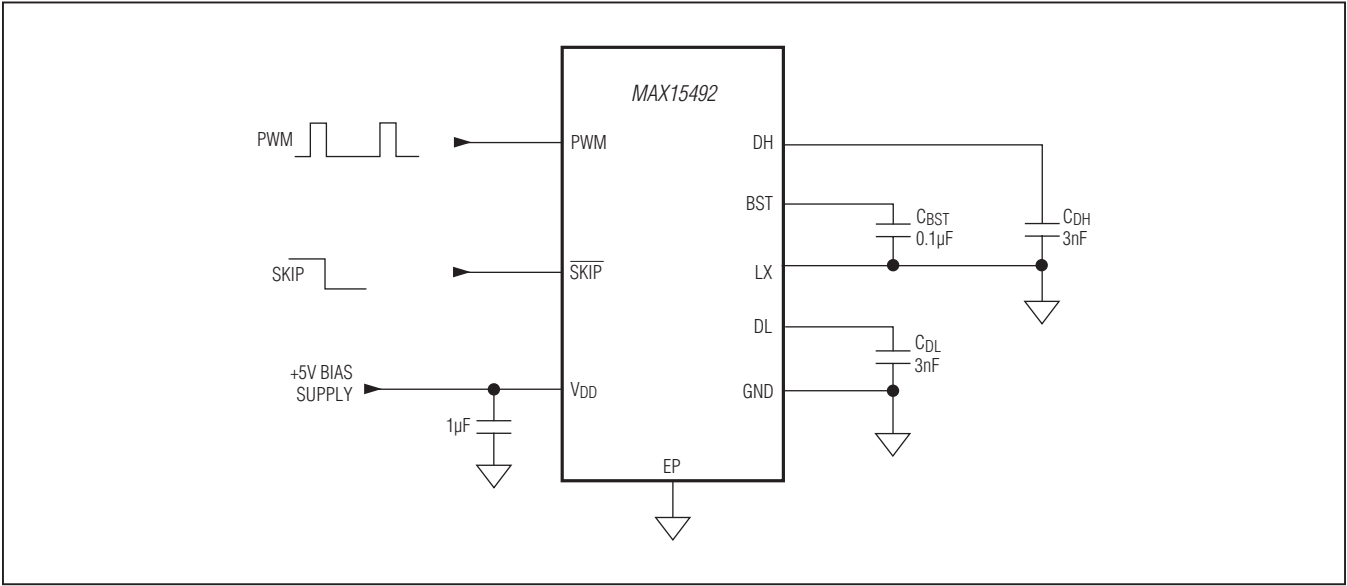 MAX15492
PWM
PWM
DH
BST
CBST
0.1µF
CDH
3nF
SKIP
SKIP
LX
DL
CDL
3nF
+5V BIAS
SUPPLY
VDD
GND
1µF
EP